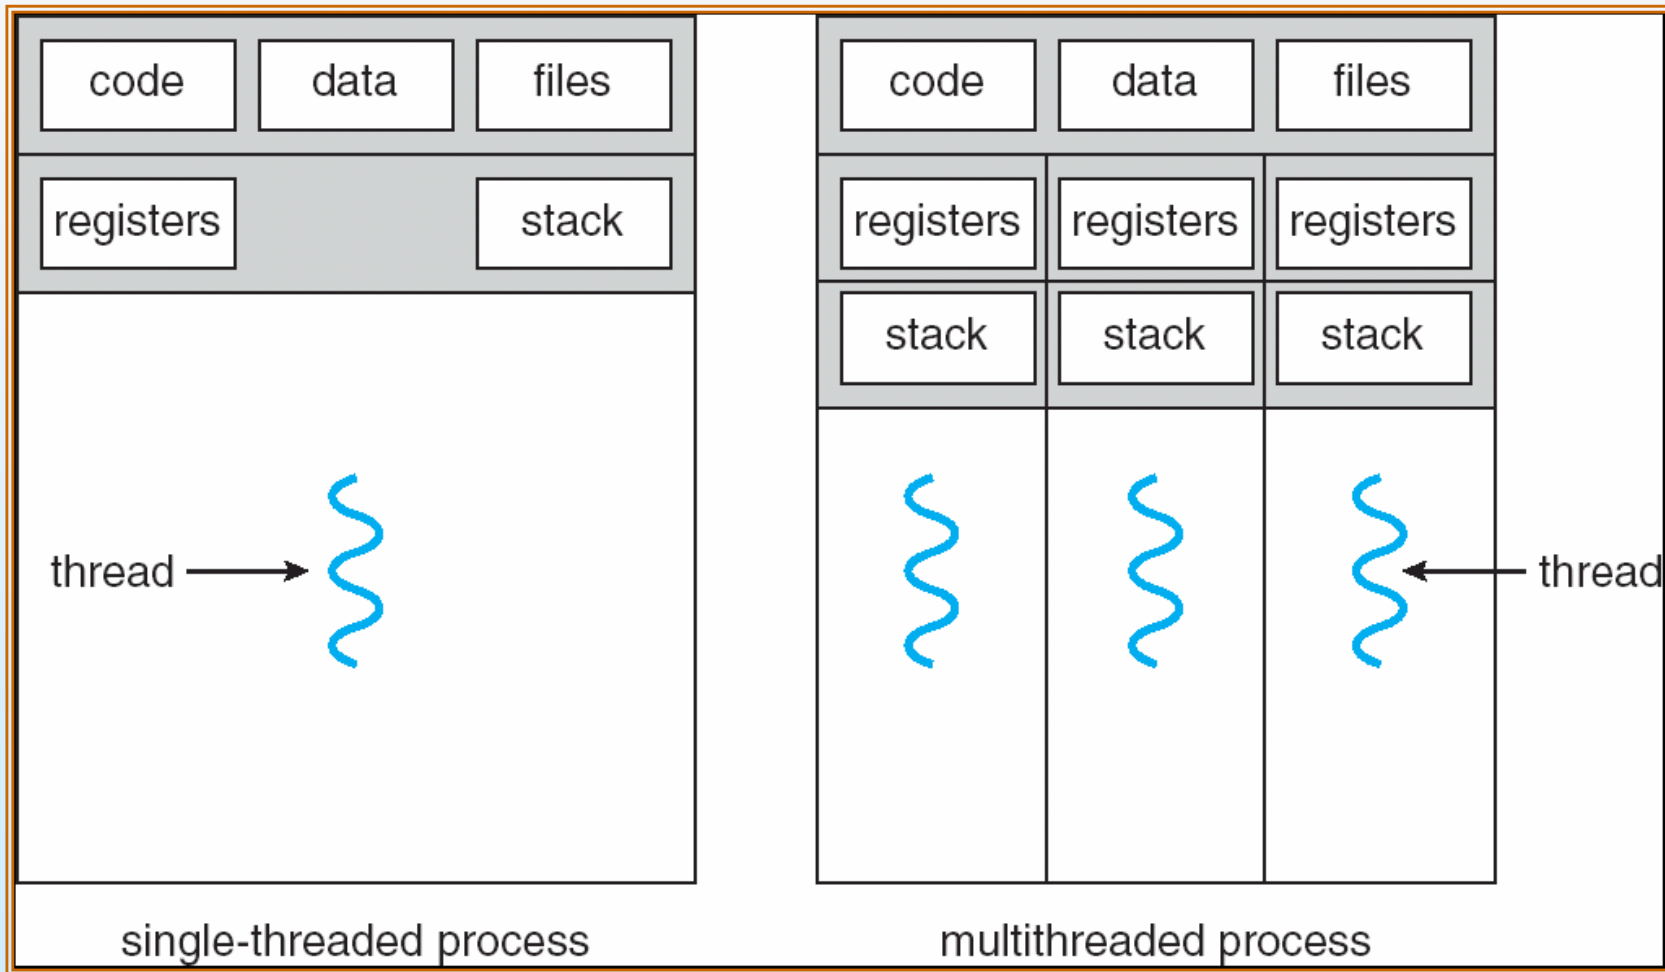 code data files
registers stack
thread
single-threaded process
code data files
registers registers registers
stack stack stack
thread
multithreaded process